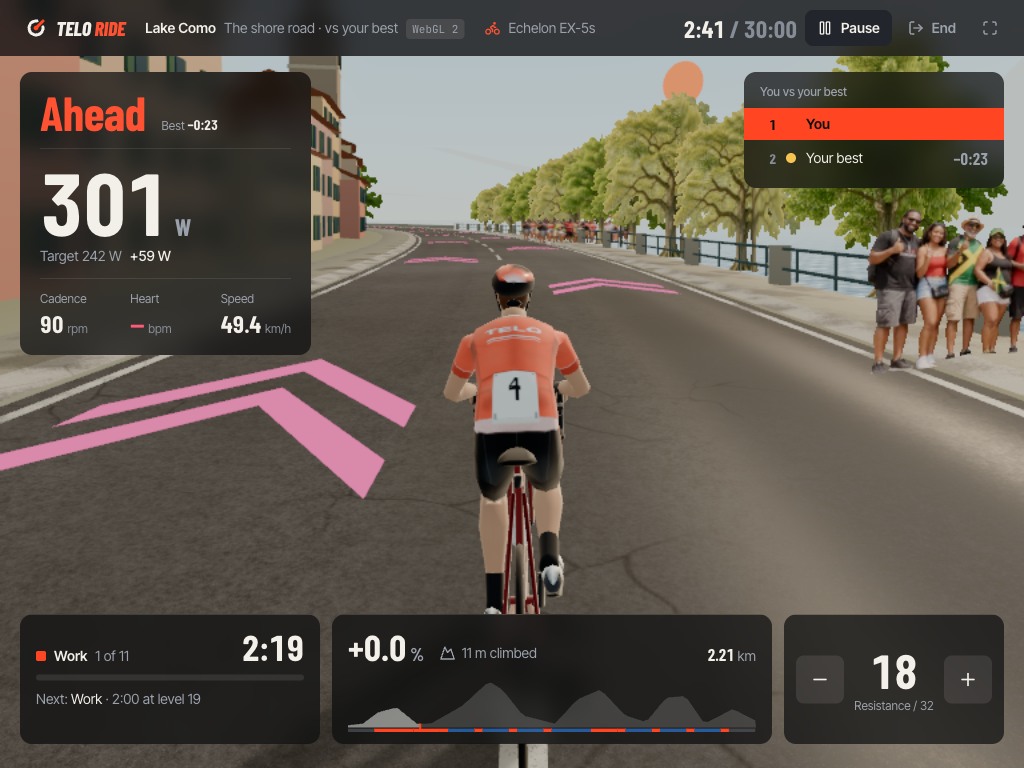 TELO RIDE Lake Como The shore road · vs your best WebGL 2 Echelon EX-5s 2:41 / 30:00 Pause End
Ahead Best –0:23
301 W
Target 242 W +59 W
Cadence Heart Speed
90 rpm – bpm 49.4 km/h
You vs your best
1 You
2 Your best –0:23
TELO
4
Work 1 of 11 2:19
Next: Work · 2:00 at level 19
+0.0 % 11 m climbed 2.21 km
− 18 +
Resistance / 32